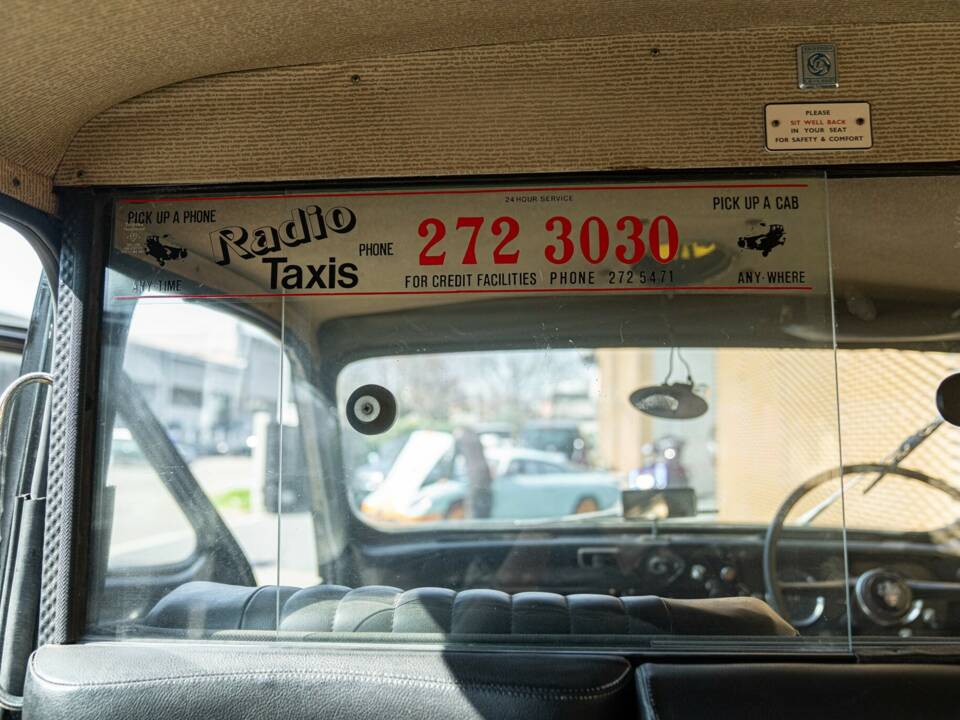 PLEASE
SIT WELL BACK
IN YOUR SEAT
FOR SAFETY & COMFORT
24 HOUR SERVICE
PICK UP A PHONE
Radio
Taxis
PHONE
272 3030
PICK UP A CAB
ANY TIME
FOR CREDIT FACILITIES PHONE 272 5471
ANY-WHERE